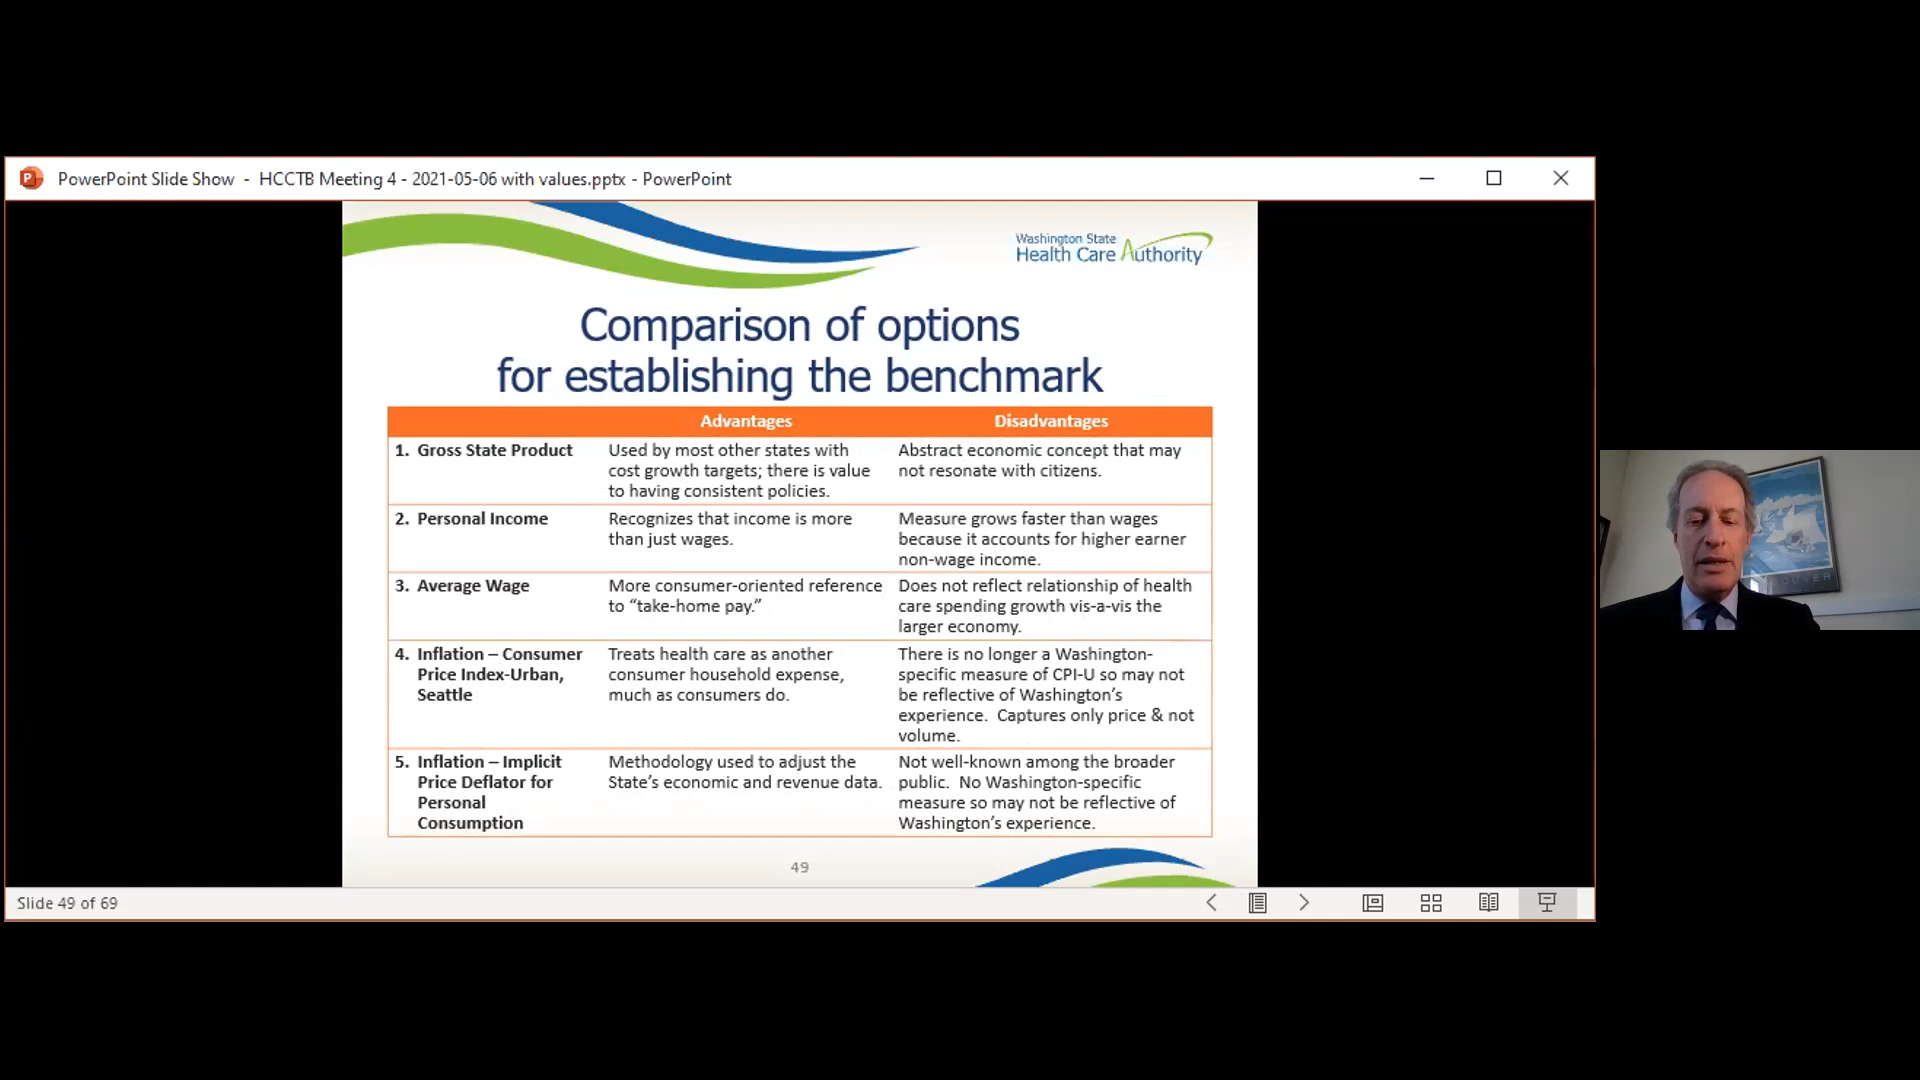 PowerPoint Slide Show - HCCTB Meeting 4 - 2021-05-06 with values.pptx - PowerPoint
Washington State
Health Care Authority
Comparison of options
for establishing the benchmark
Advantages
Disadvantages
1. Gross State Product
Used by most other states with
cost growth targets; there is value
to having consistent policies.
Abstract economic concept that may
not resonate with citizens.
2. Personal Income
Recognizes that income is more
than just wages.
Measure grows faster than wages
because it accounts for higher earner
non-wage income.
3. Average Wage
More consumer-oriented reference
to “take-home pay.”
Does not reflect relationship of health
care spending growth vis-a-vis the
larger economy.
4. Inflation – Consumer
Price Index-Urban,
Seattle
Treats health care as another
consumer household expense,
much as consumers do.
There is no longer a Washington-
specific measure of CPI-U so may not
be reflective of Washington’s
experience.  Captures only price & not
volume.
5. Inflation – Implicit
Price Deflator for
Personal
Consumption
Methodology used to adjust the
State’s economic and revenue data.
Not well-known among the broader
public.  No Washington-specific
measure so may not be reflective of
Washington’s experience.
49
Slide 49 of 69